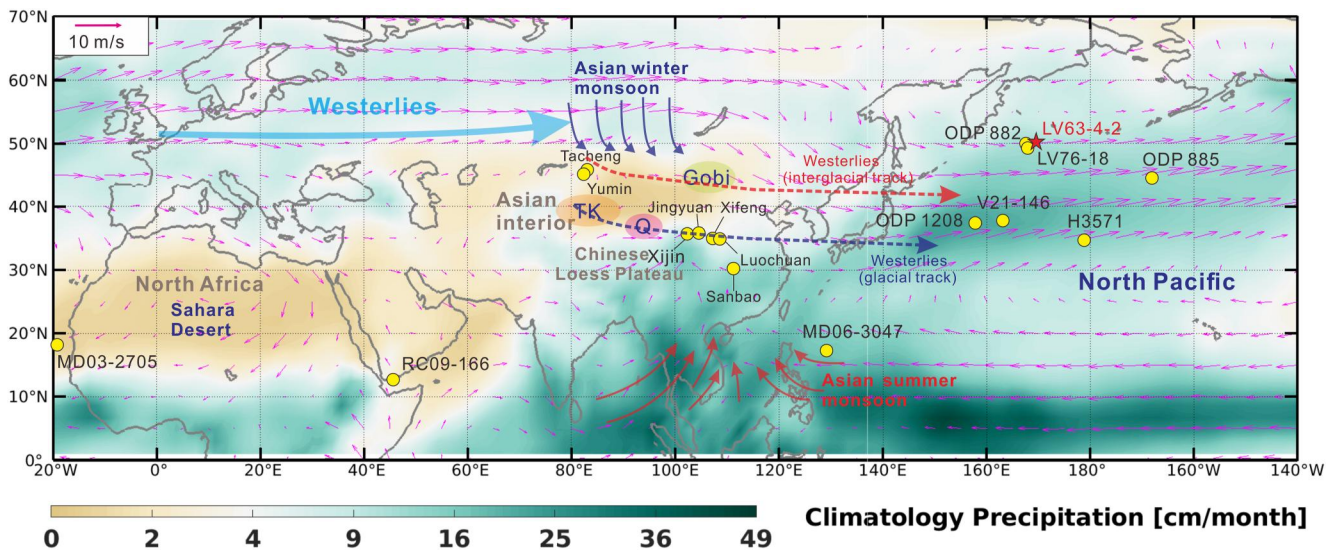 70°N
10 m/s
60°N
50°N
40°N
30°N
20°N
10°N
0°
Westerlies
Asian winter
monsoon
Tacheng
Yumin
Gobi
Westerlies
(interglacial track)
ODP 882
LV63-4-2
LV76-18
ODP 885
Asian
interior
TK
Q
Jingyuan
Xifeng
Xijin
Luochuan
Chinese
Loess Plateau
Sahbao
Westerlies
(glacial track)
ODP 1208
V21-146
H3571
North Pacific
North Africa
Sahara
Desert
MD03-2705
RC09-166
MD06-3047
Asian summer
monsoon
20°W
0°
20°E
40°E
60°E
80°E
100°E
120°E
140°E
160°E
180°
160°W
140°W
0
2
4
9
16
25
36
49
Climatology Precipitation [cm/month]